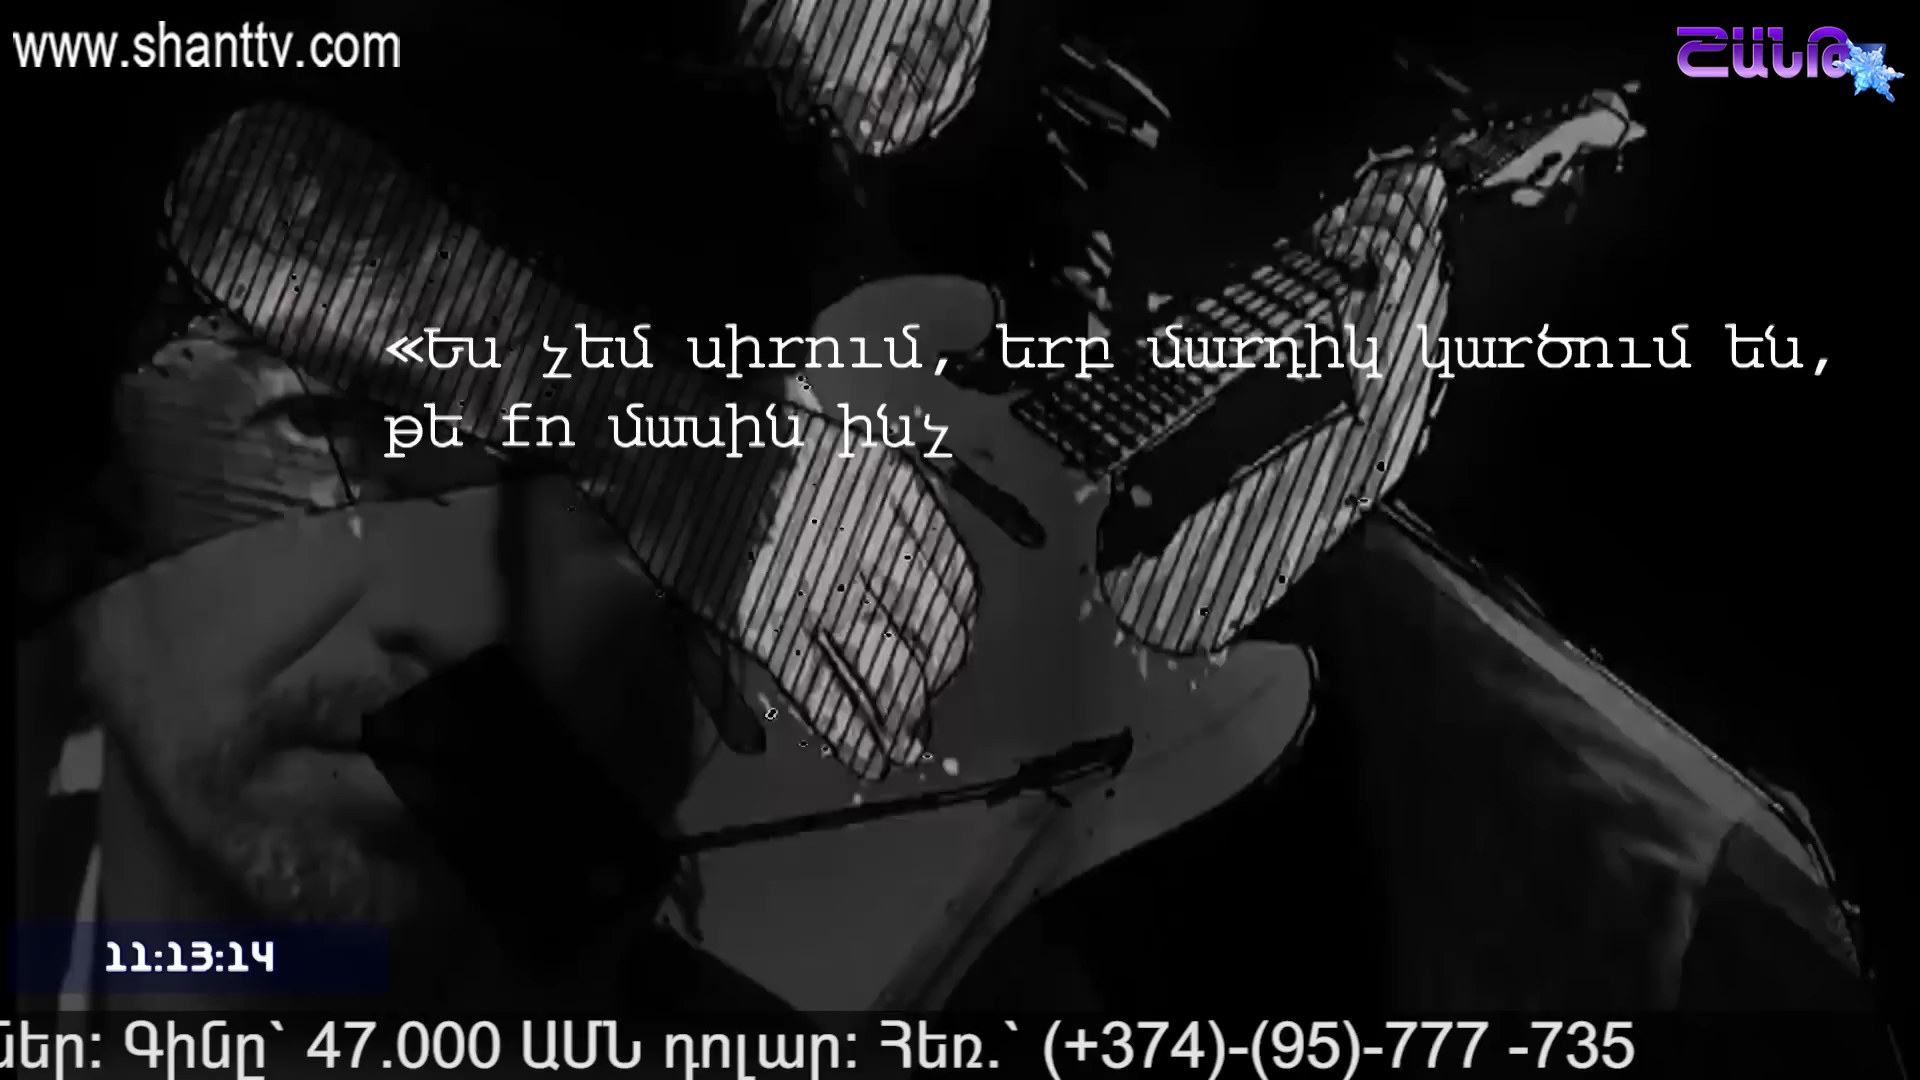 www.shanttv.com
ՇԱՆԹ
«Ես չեմ սիրում, երբ մարդիկ կարծում են,
թե քո մասին ինչ
11:13:14
ներ: Գինը՝ 47.000 ԱՄՆ դոլար: Հեռ.՝ (+374)-(95)-777 -735